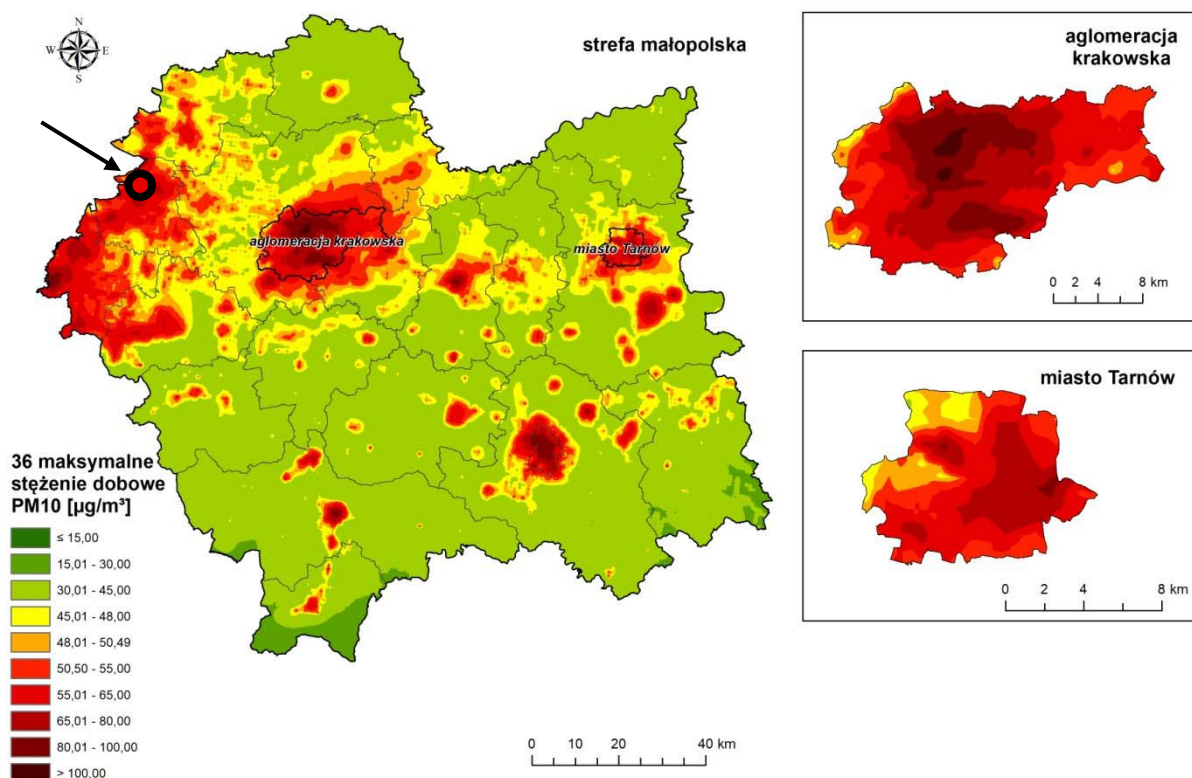 N
W E
S
strefa małopolska
aglomeracja krakowska
miasto Tarnów
36 maksymalne
stężenie dobowe
PM10 [µg/m³]
≤ 15,00
15,01 - 30,00
30,01 - 45,00
45,01 - 48,00
48,01 - 50,49
50,50 - 55,00
55,01 - 65,00
65,01 - 80,00
80,01 - 100,00
> 100,00
0 10 20 40 km
aglomeracja
krakowska
0 2 4 8 km
miasto Tarnów
0 2 4 8 km